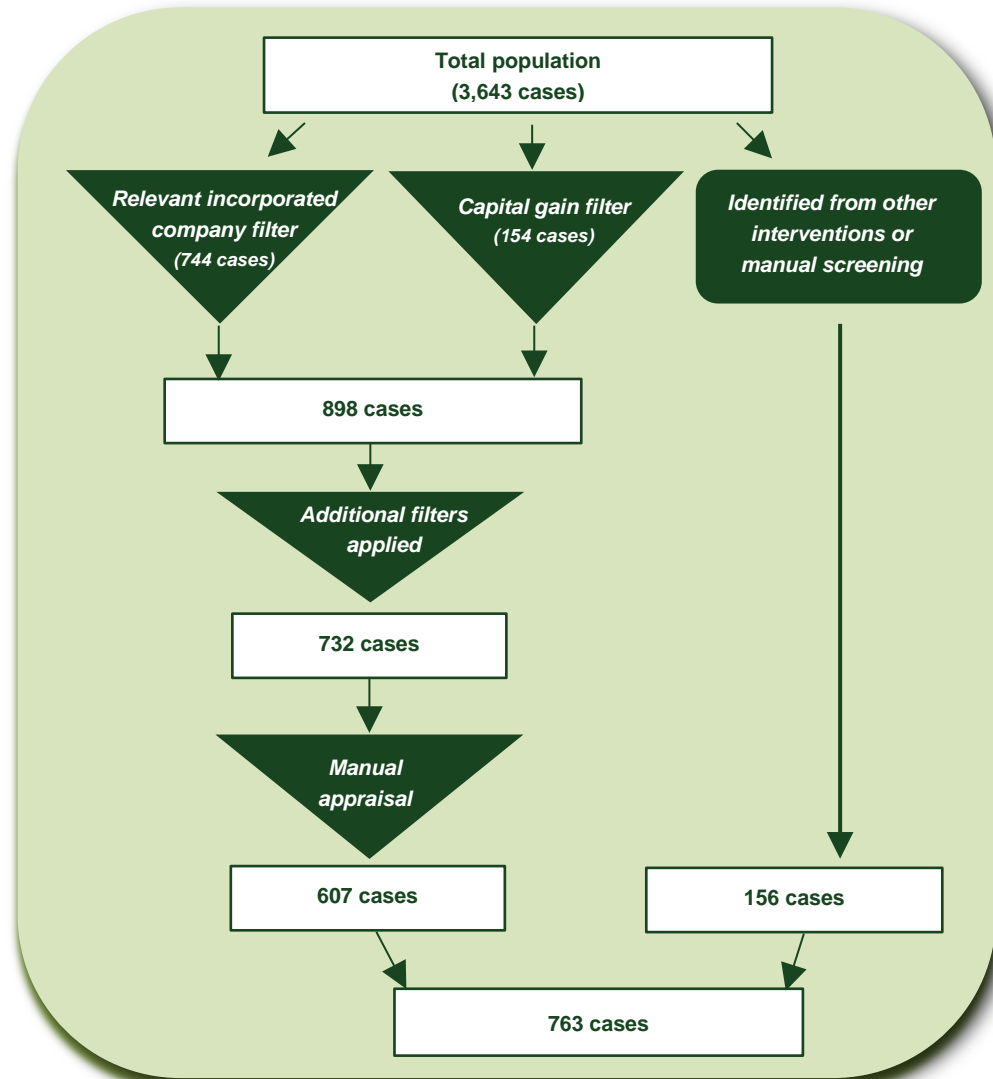 Total population
(3,643 cases)
Relevant incorporated
company filter
(744 cases)
Capital gain filter
(154 cases)
Identified from other
interventions or
manual screening
898 cases
Additional filters
applied
732 cases
Manual
appraisal
607 cases
156 cases
763 cases